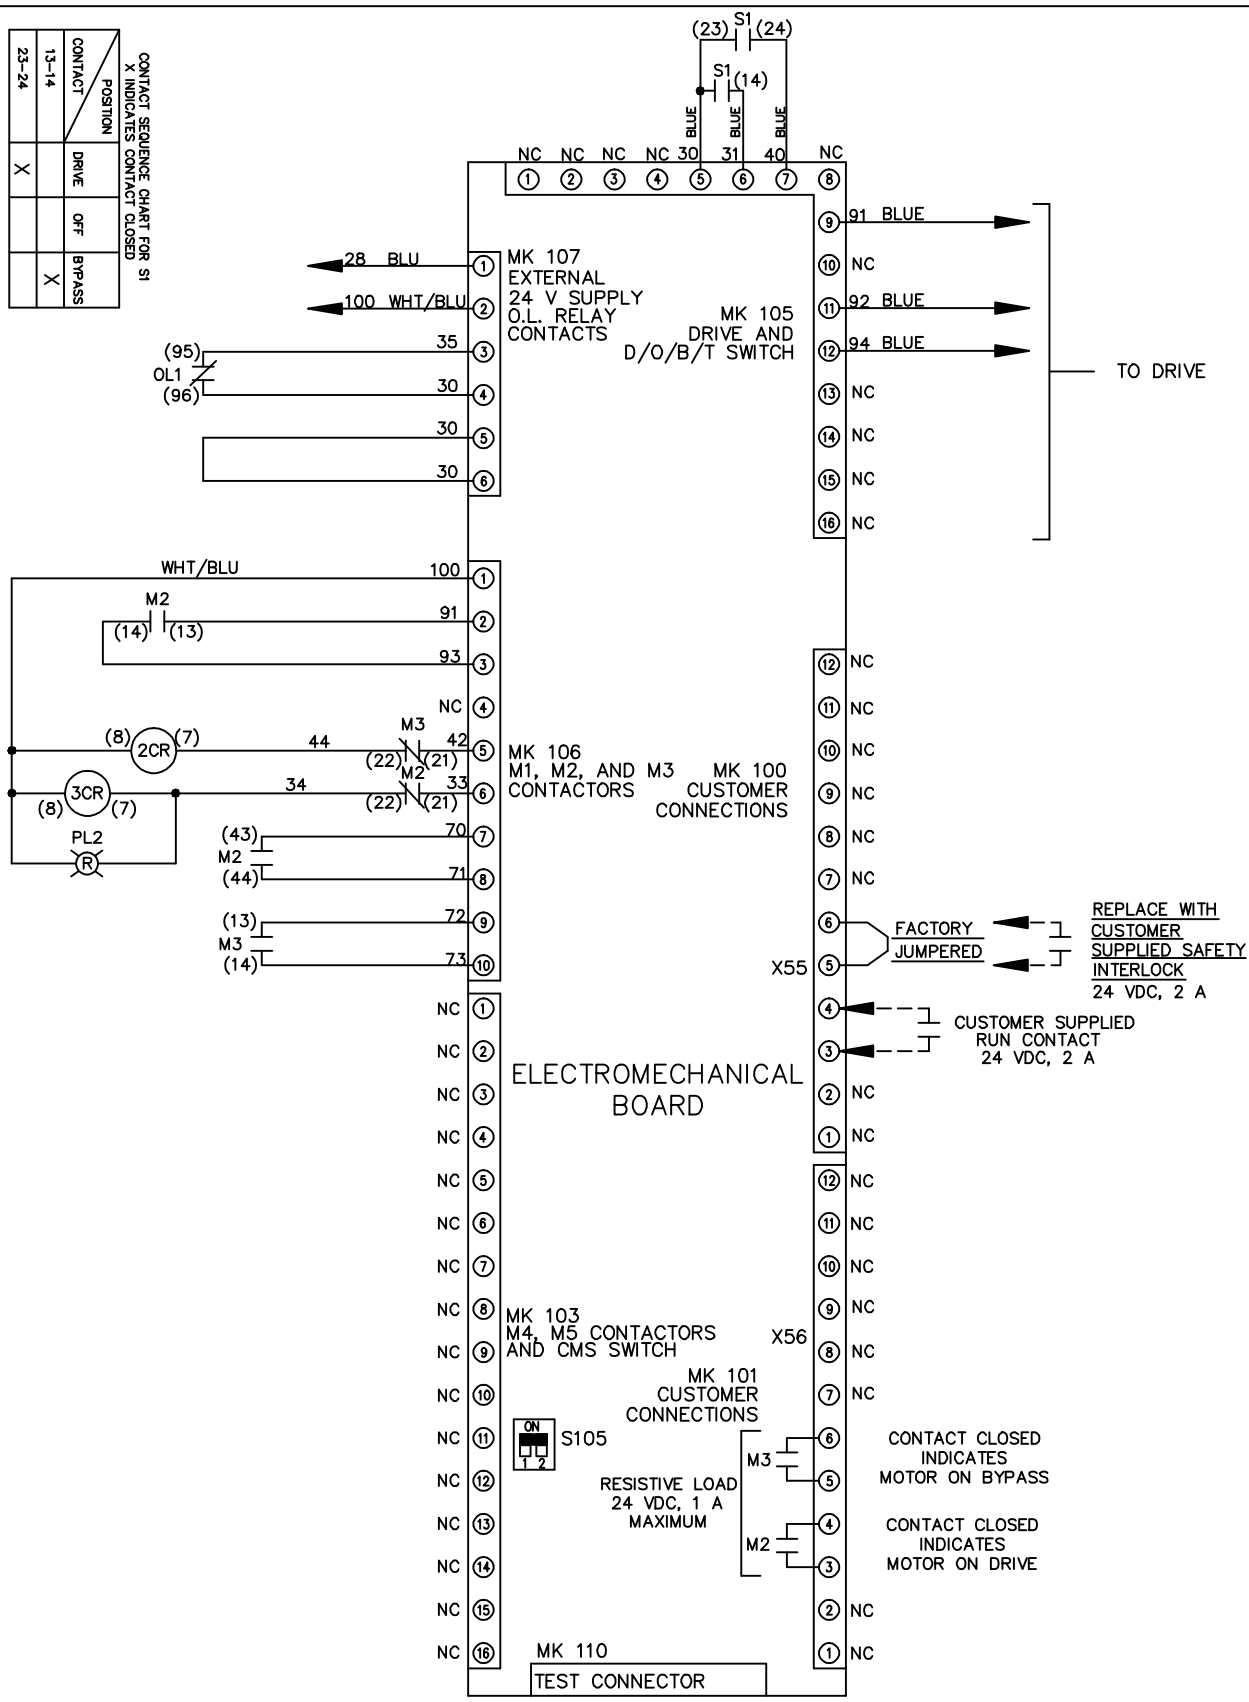 CONTACT SEQUENCE CHART FOR S1
X INDICATES CONTACT CLOSED
POSITION
CONTACT
DRIVE
OFF
BYPASS
13-14
X
23-24
X
(23) S1 (24)
S1 (14)
BLUE
BLUE
BLUE
NC NC NC NC 30 31 40 NC
1 2 3 4 5 6 7 8
9 91 BLUE
10 NC
11 92 BLUE
12 94 BLUE
13 NC
14 NC
15 NC
16 NC
TO DRIVE
MK 105
DRIVE AND
D/O/B/T SWITCH
28 BLU 1
100 WHT/BLU 2
(95) 35 3
OL1
(96) 30 4
30 5
30 6
MK 107
EXTERNAL
24 V SUPPLY
O.L. RELAY
CONTACTS
WHT/BLU 100 1
M2
(14) (13) 91 2
93 3
NC 4
(8) 2CR (7) 44 M3 (22) (21) 42 5
(8) 3CR (7) 34 M2 (22) (21) 33 6
PL2
R
(43) 70 7
M2
(44) 71 8
(13) 72 9
M3
(14) 73 10
MK 106
M1, M2, AND M3
CONTACTORS
MK 100
CUSTOMER
CONNECTIONS
12 NC
11 NC
10 NC
9 NC
8 NC
7 NC
6
X55 5
FACTORY
JUMPERED
REPLACE WITH
CUSTOMER
SUPPLIED SAFETY
INTERLOCK
24 VDC, 2 A
4
3
CUSTOMER SUPPLIED
RUN CONTACT
24 VDC, 2 A
2 NC
1 NC
ELECTROMECHANICAL
BOARD
NC 1
NC 2
NC 3
NC 4
NC 5
NC 6
NC 7
NC 8
NC 9
NC 10
NC 11
NC 12
NC 13
NC 14
NC 15
NC 16
MK 103
M4, M5 CONTACTORS
AND CMS SWITCH
ON
1 2
S105
12 NC
11 NC
10 NC
9 NC
X56
8 NC
7 NC
MK 101
CUSTOMER
CONNECTIONS
6
M3
5
CONTACT CLOSED
INDICATES
MOTOR ON BYPASS
RESISTIVE LOAD
24 VDC, 1 A
MAXIMUM
4
M2
3
CONTACT CLOSED
INDICATES
MOTOR ON DRIVE
2 NC
1 NC
MK 110
TEST CONNECTOR